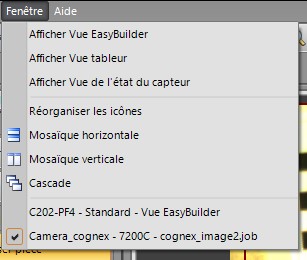 Fenêtre Aide
Afficher Vue EasyBuilder
Afficher Vue tableur
Afficher Vue de l'état du capteur
Réorganiser les icônes
Mosaïque horizontale
Mosaïque verticale
Cascade
C202-PF4 - Standard - Vue EasyBuilder
Camera_cognex - 7200C - cognex_image2.job